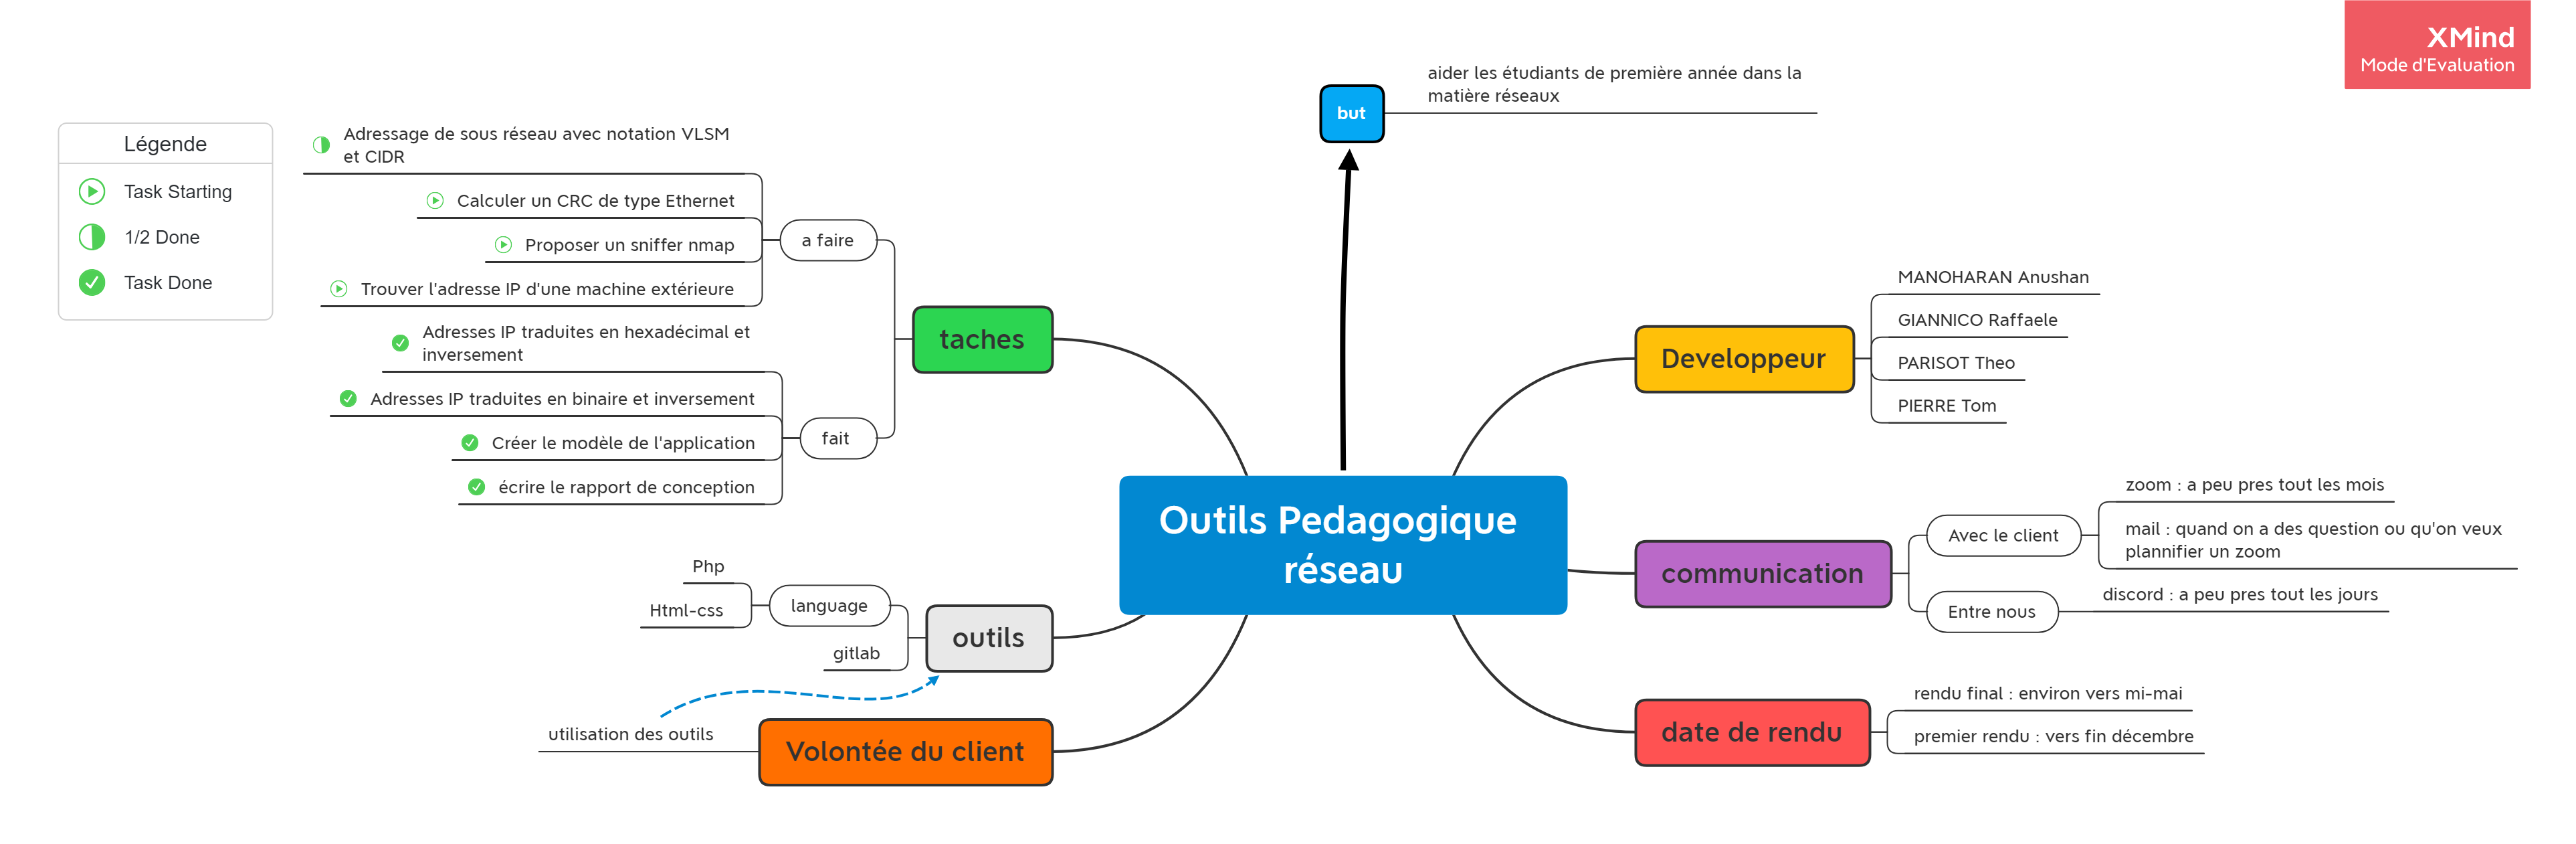 XMind
Mode d'Evaluation
aider les étudiants de première année dans la
matière réseaux
but
Légende
Task Starting
1/2 Done
Task Done
Adressage de sous réseau avec notation VLSM
et CIDR
Calculer un CRC de type Ethernet
Proposer un sniffer nmap
Trouver l'adresse IP d'une machine extérieure
a faire
Adresses IP traduites en hexadécimal et
inversement
Adresses IP traduites en binaire et inversement
Créer le modèle de l'application
écrire le rapport de conception
fait
taches
Php
Html-css
language
gitlab
outils
utilisation des outils
Volontée du client
Outils Pedagogique
réseau
Developpeur
MANOHARAN Anushan
GIANNICO Raffaele
PARISOT Theo
PIERRE Tom
communication
Avec le client
zoom : a peu pres tout les mois
mail : quand on a des question ou qu'on veux
plannifier un zoom
Entre nous
discord : a peu pres tout les jours
date de rendu
rendu final : environ vers mi-mai
premier rendu : vers fin décembre